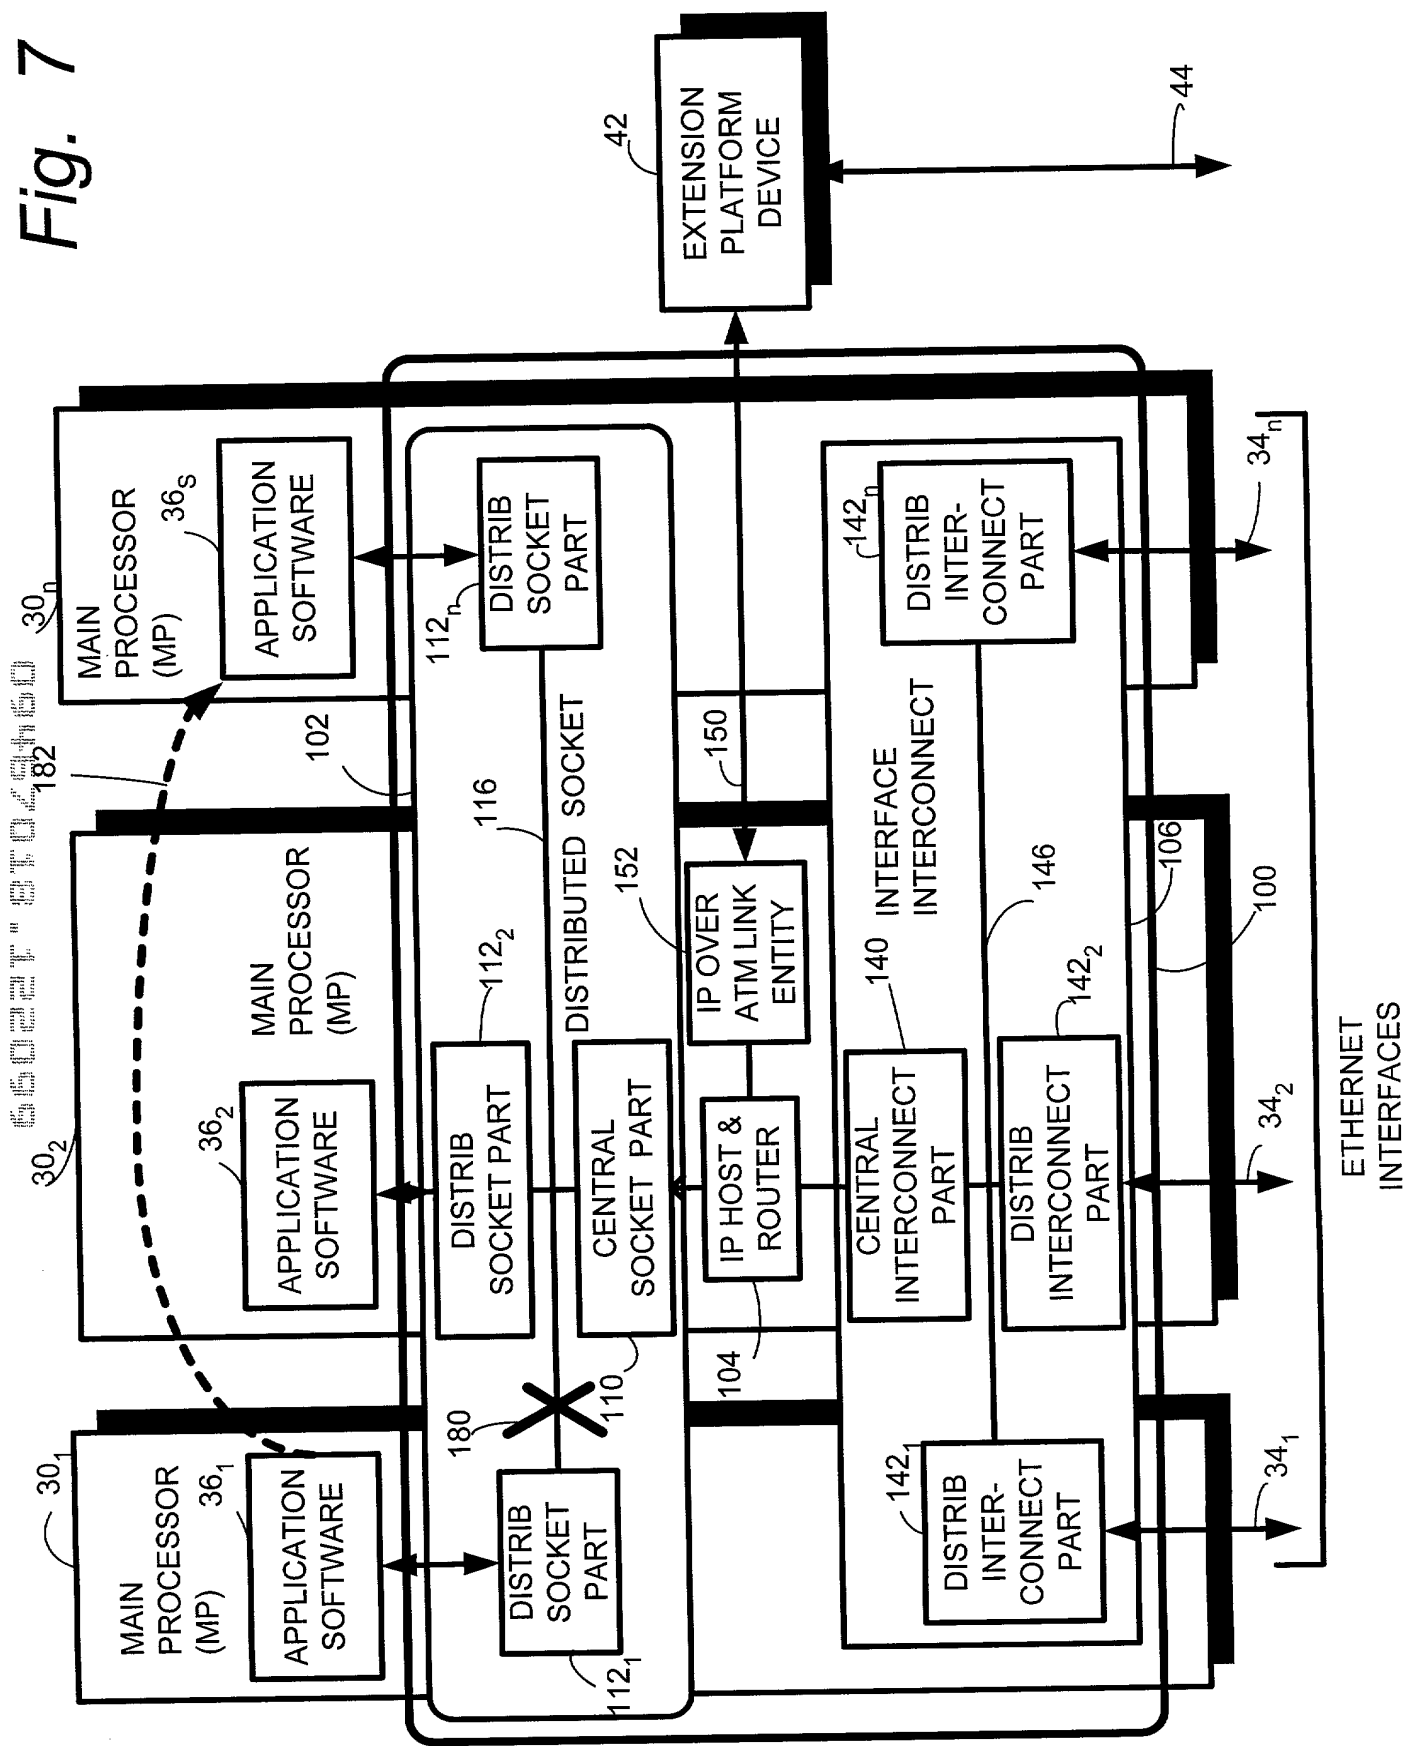 Fig. 7
30₁
MAIN
PROCESSOR
(MP)
36₁
APPLICATION
SOFTWARE
30₂
MAIN
PROCESSOR
(MP)
36₂
APPLICATION
SOFTWARE
182
30n
MAIN
PROCESSOR
(MP)
36S
APPLICATION
SOFTWARE
102
180
112₁
DISTRIB
SOCKET
PART
112₂
DISTRIB
SOCKET PART
116
112n
DISTRIB
SOCKET
PART
DISTRIBUTED SOCKET
110
CENTRAL
SOCKET PART
104
IP HOST &
ROUTER
152
IP OVER
ATM LINK
ENTITY
150
42
EXTENSION
PLATFORM
DEVICE
44
INTERFACE
INTERCONNECT
140
CENTRAL
INTERCONNECT
PART
146
142₁
DISTRIB
INTER-
CONNECT
PART
142₂
DISTRIB
INTERCONNECT
PART
142n
DISTRIB
INTER-
CONNECT
PART
106
100
34₁
34₂
34n
ETHERNET
INTERFACES